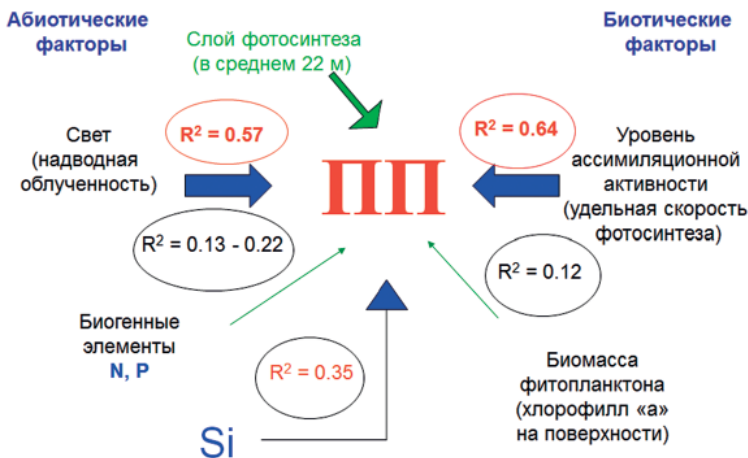 Абиотические
факторы
Слой фотосинтеза
(в среднем 22 м)
Биотические
факторы
Свет
(надводная
облученность)
R² = 0.57
ПП
R² = 0.64
Уровень
ассимиляционной
активности
(удельная скорость
фотосинтеза)
R² = 0.13 - 0.22
R² = 0.12
Биогенные
элементы
N, P
R² = 0.35
Биомасса
фитопланктона
(хлорофилл «а»
на поверхности)
Si